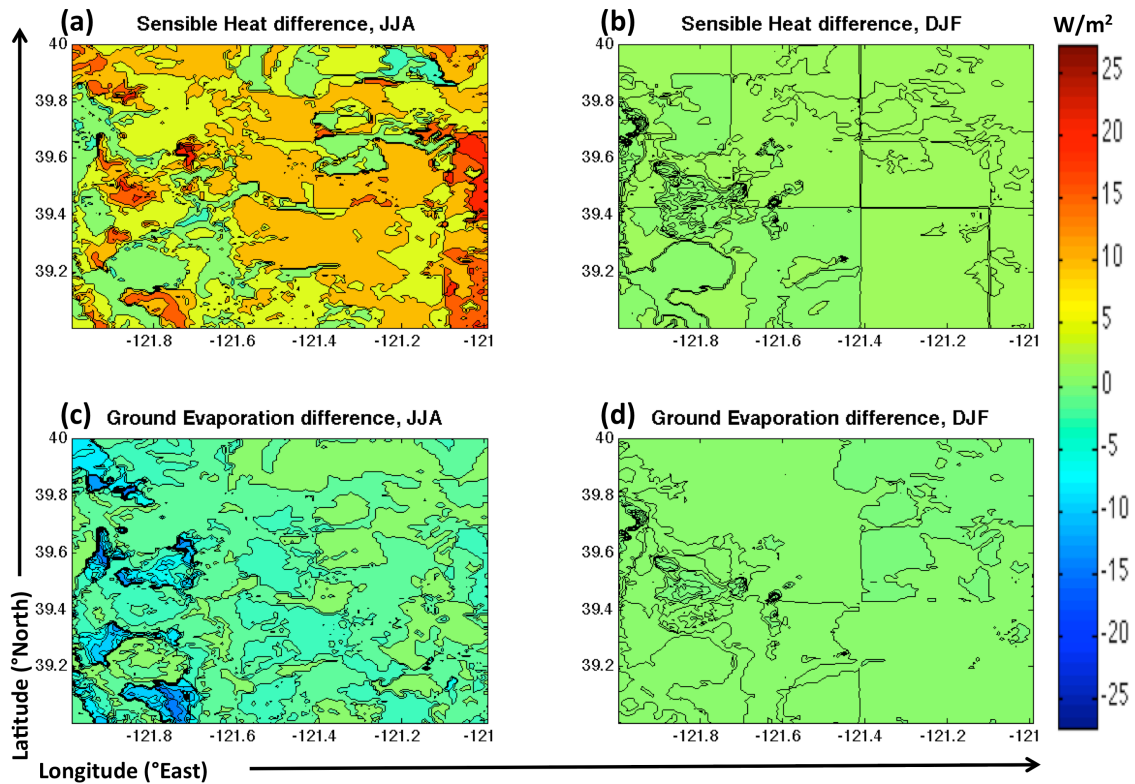 (a) Sensible Heat difference, JJA
(b) Sensible Heat difference, DJF
W/m²
40
39.8
39.6
39.4
39.2
-121.8 -121.6 -121.4 -121.2 -121
40
39.8
39.6
39.4
39.2
-121.8 -121.6 -121.4 -121.2 -121
(c) Ground Evaporation difference, JJA
(d) Ground Evaporation difference, DJF
40
39.8
39.6
39.4
39.2
-121.8 -121.6 -121.4 -121.2 -121
40
39.8
39.6
39.4
39.2
-121.8 -121.6 -121.4 -121.2 -121
25
20
15
10
5
0
-5
-10
-15
-20
-25
Latitude (°North)
Longitude (°East)